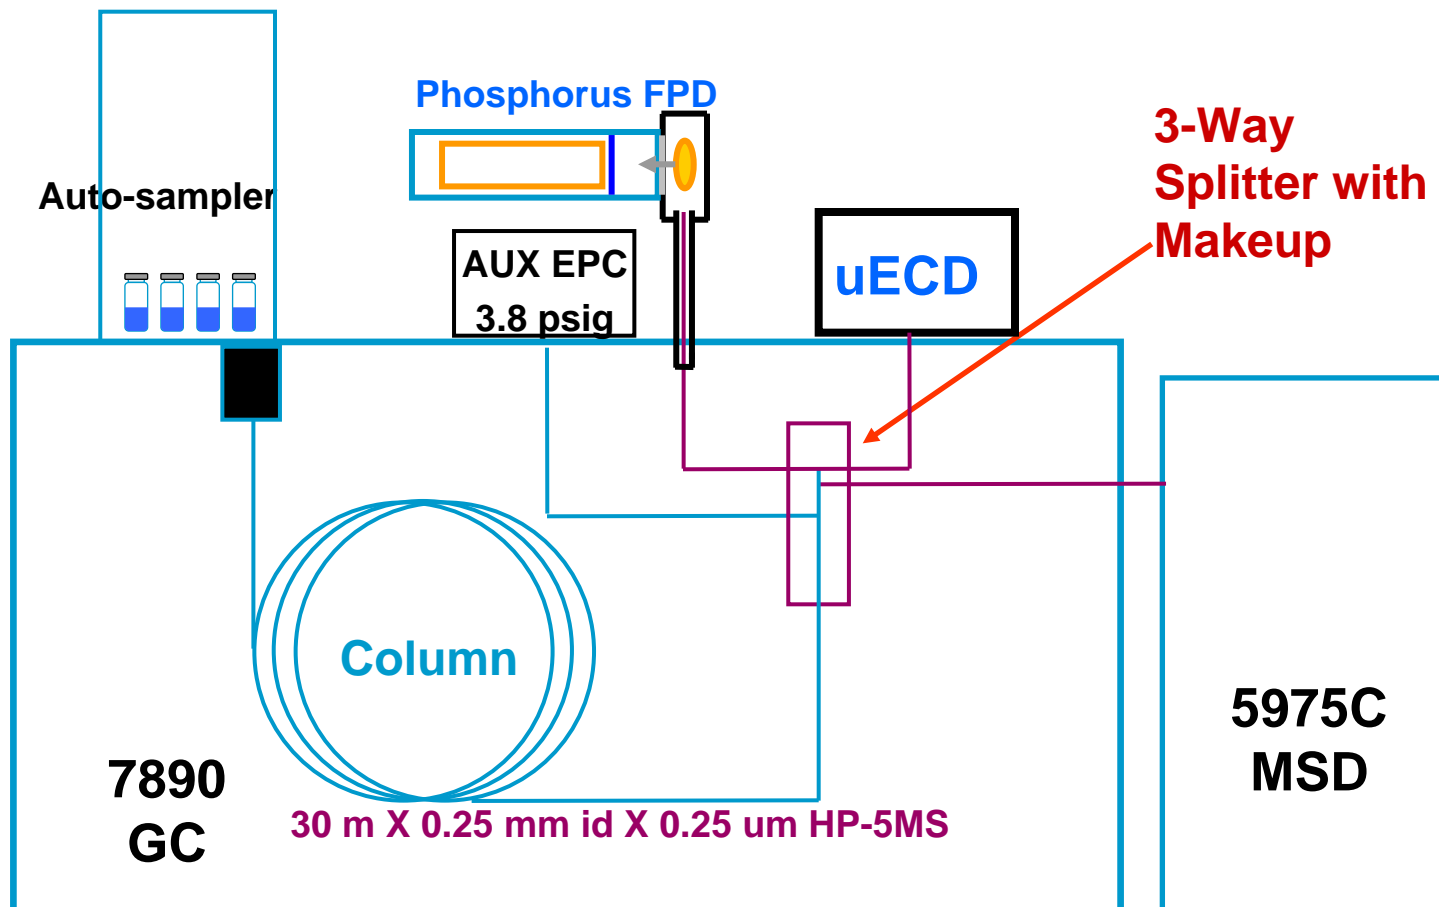 Phosphorus FPD
3-Way
Splitter with
Makeup
Auto-sampler
AUX EPC
3.8 psig
uECD
Column
5975C
MSD
7890
GC
30 m X 0.25 mm id X 0.25 um HP-5MS